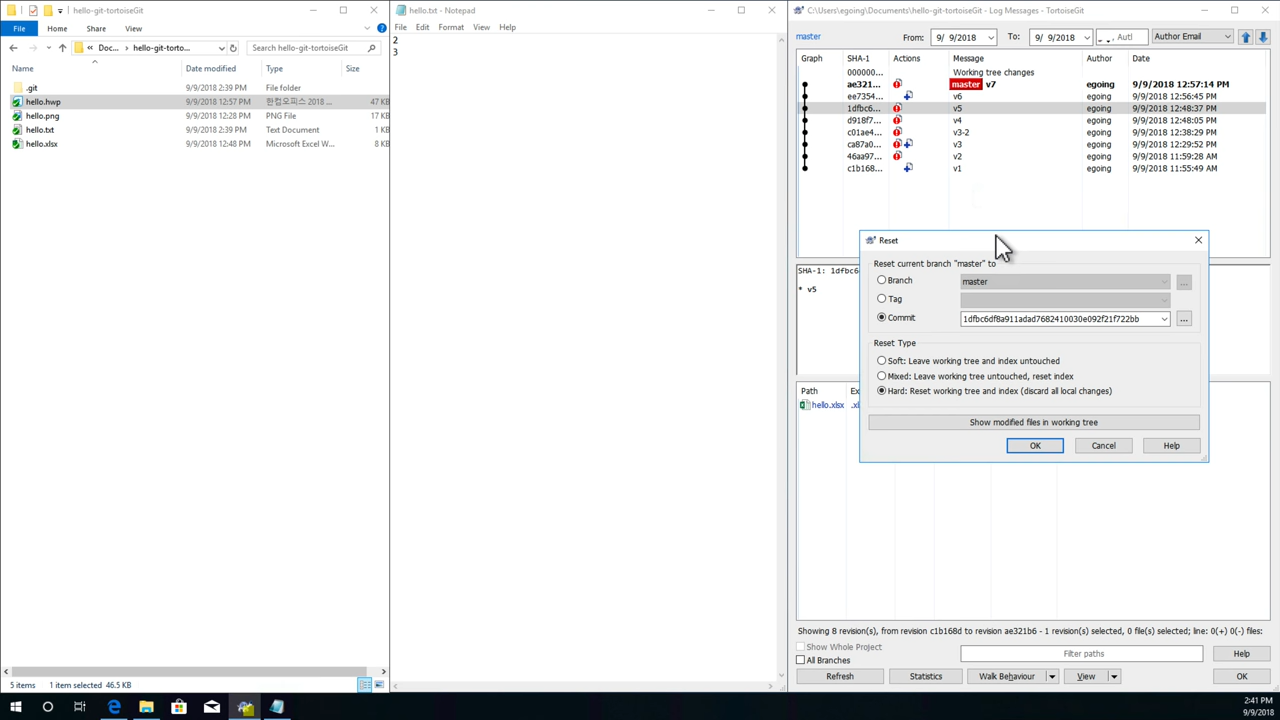 hello-git-tortoiseGit
File Home Share View
Doc... hello-git-torto... Search hello-git-tortoiseGit
Name Date modified Type Size
.git 9/9/2018 2:39 PM File folder
hello.hwp 9/9/2018 12:57 PM 한컴오피스 2018 ... 47 KB
hello.png 9/9/2018 12:28 PM PNG File 17 KB
hello.txt 9/9/2018 2:39 PM Text Document 1 KB
hello.xlsx 9/9/2018 12:48 PM Microsoft Excel W... 8 KB
5 items 1 item selected 46.5 KB
hello.txt - Notepad
File Edit Format View Help
2
3
C:\Users\egoing\Documents\hello-git-tortoiseGit - Log Messages - TortoiseGit
master From: 9/ 9/2018 To: 9/ 9/2018 Author Email
Graph SHA-1 Actions Message Author Date
000000... Working tree changes
ae321... master v7 egoing 9/9/2018 12:57:14 PM
ee7354... v6 egoing 9/9/2018 12:56:45 PM
1dfbc6... v5 egoing 9/9/2018 12:48:37 PM
d918f7... v4 egoing 9/9/2018 12:48:05 PM
c01ae4... v3-2 egoing 9/9/2018 12:38:29 PM
ca87a0... v3 egoing 9/9/2018 12:29:52 PM
46aa97... v2 egoing 9/9/2018 11:59:28 AM
c1b168... v1 egoing 9/9/2018 11:55:49 AM
SHA-1: 1dfbc6
* v5
Path
hello.xlsx
Reset
Reset current branch "master" to
Branch master
Tag
Commit 1dfbc6df8a911adad7682410030e092f21f722bb
Reset Type
Soft: Leave working tree and index untouched
Mixed: Leave working tree untouched, reset index
Hard: Reset working tree and index (discard all local changes)
Show modified files in working tree
OK Cancel Help
Showing 8 revision(s), from revision c1b168d to revision ae321b6 - 1 revision(s) selected, 0 file(s) selected; line: 0(+) 0(-) files:
Show Whole Project
All Branches Filter paths Help
Refresh Statistics Walk Behaviour View OK
2:41 PM
9/9/2018